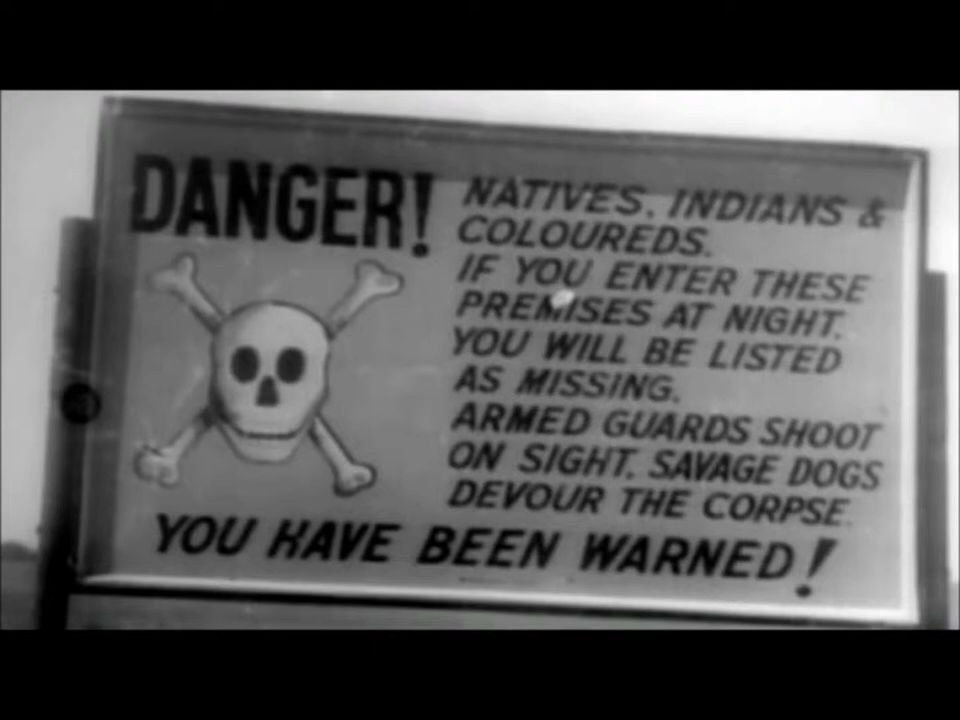 DANGER!
NATIVES, INDIANS &
COLOUREDS.
IF YOU ENTER THESE
PREMISES AT NIGHT.
YOU WILL BE LISTED
AS MISSING.
ARMED GUARDS SHOOT
ON SIGHT. SAVAGE DOGS
DEVOUR THE CORPSE.
YOU HAVE BEEN WARNED!